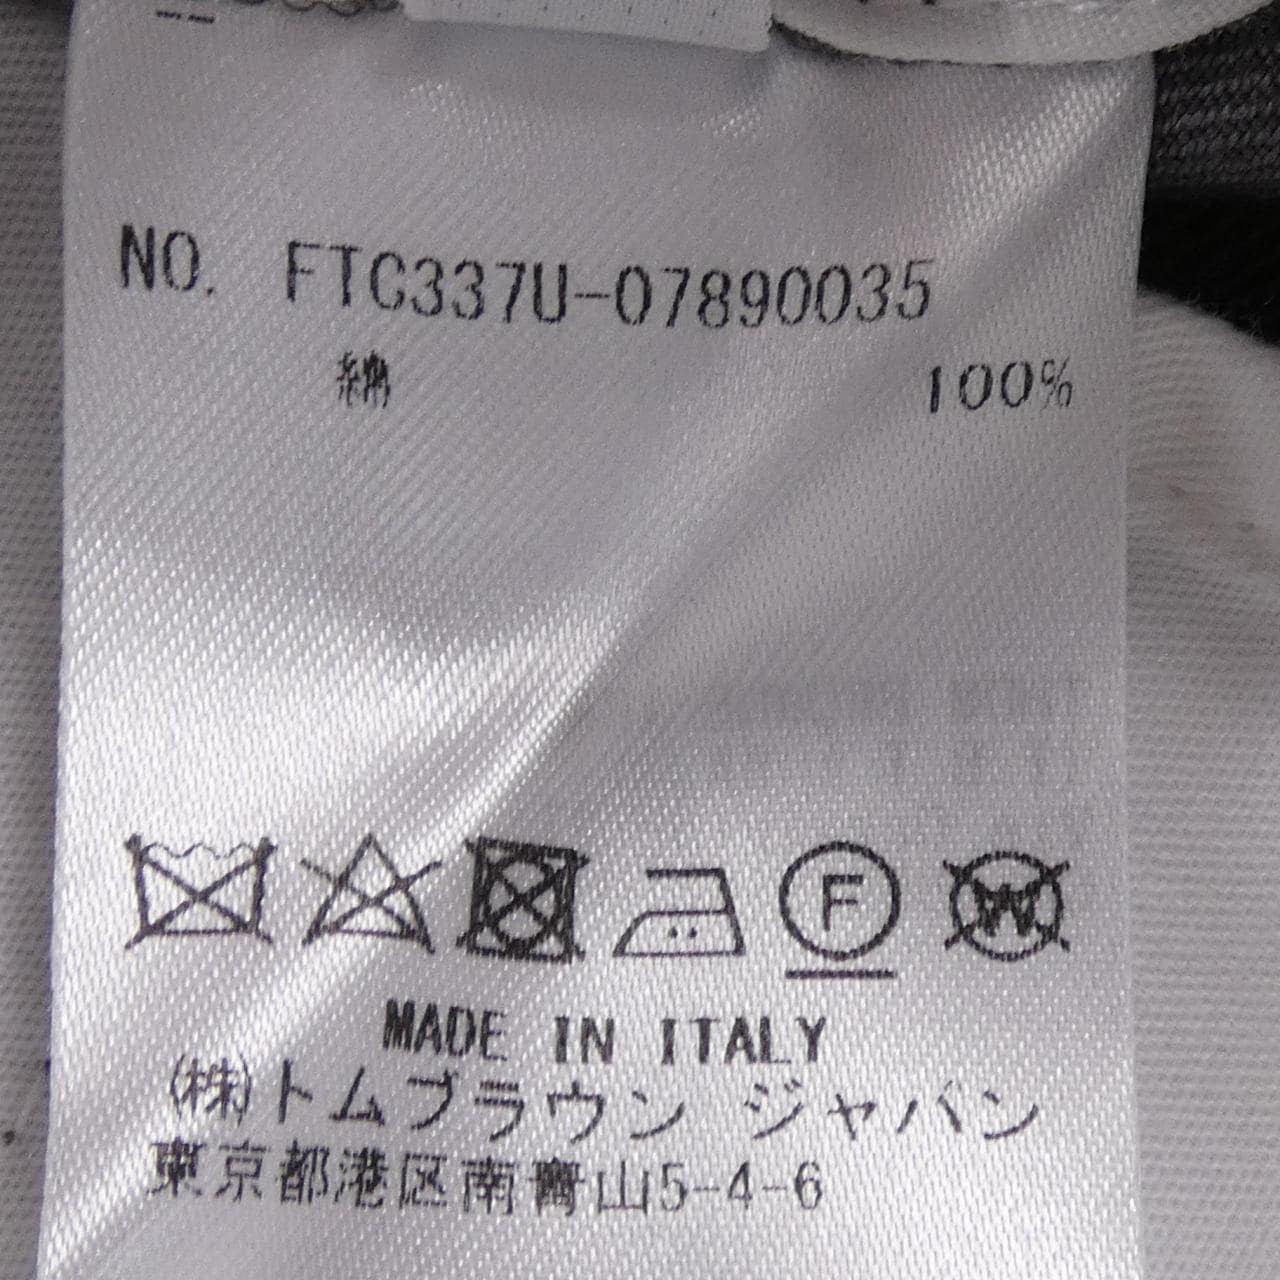 NO. FTC337U-07890035
綿 100%
F
W
MADE IN ITALY
(株)トムブラウン ジャパン
東京都港区南青山5-4-6